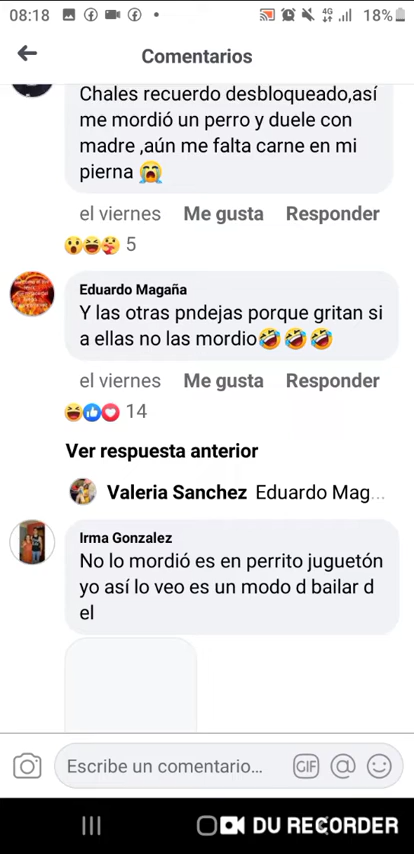 08:18
4G
18%
Comentarios
Chales recuerdo desbloqueado,así
me mordió un perro y duele con
madre ,aún me falta carne en mi
pierna 😭
el viernes Me gusta Responder
5
Eduardo Magaña
Y las otras pndejas porque gritan si
a ellas no las mordio🤣🤣🤣
el viernes Me gusta Responder
14
Ver respuesta anterior
Valeria Sanchez Eduardo Mag...
Irma Gonzalez
No lo mordió es en perrito juguetón
yo así lo veo es un modo d bailar d
el
Escribe un comentario... GIF @
DU RECORDER